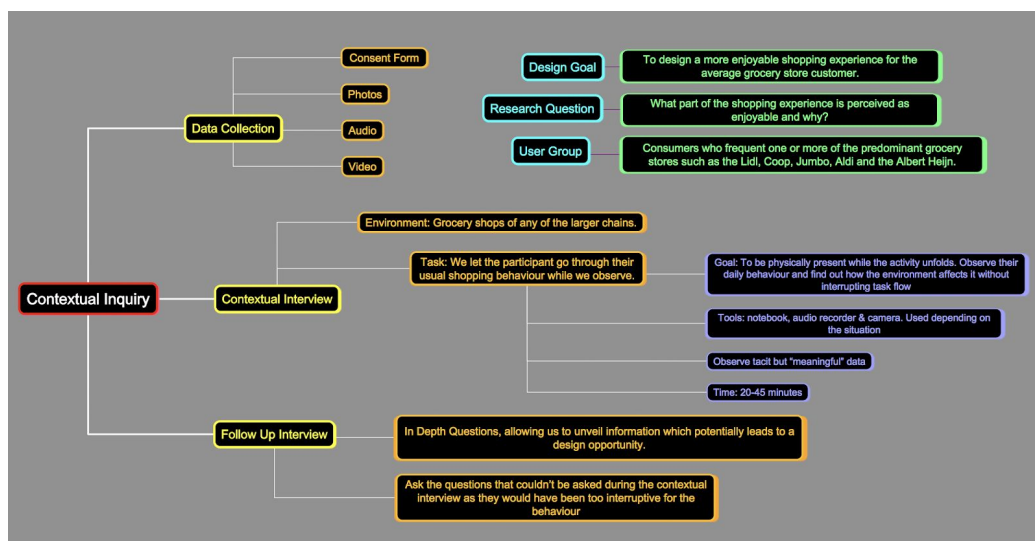 Consent Form
Photos
Data Collection
Audio
Video
Design Goal
To design a more enjoyable shopping experience for the
average grocery store customer.
Research Question
What part of the shopping experience is perceived as
enjoyable and why?
User Group
Consumers who frequent one or more of the predominant grocery
stores such as the Lidl, Coop, Jumbo, Aldi and the Albert Heijn.
Contextual Inquiry
Contextual Interview
Environment: Grocery shops of any of the larger chains.
Task: We let the participant go through their
usual shopping behaviour while we observe.
Goal: To be physically present while the activity unfolds. Observe their
daily behaviour and find out how the environment affects it without
interrupting task flow
Tools: notebook, audio recorder & camera. Used depending on
the situation
Observe tacit but “meaningful” data
Time: 20-45 minutes
Follow Up Interview
In Depth Questions, allowing us to unveil information which potentially leads to a
design opportunity.
Ask the questions that couldn’t be asked during the contextual
interview as they would have been too interruptive for the
behaviour